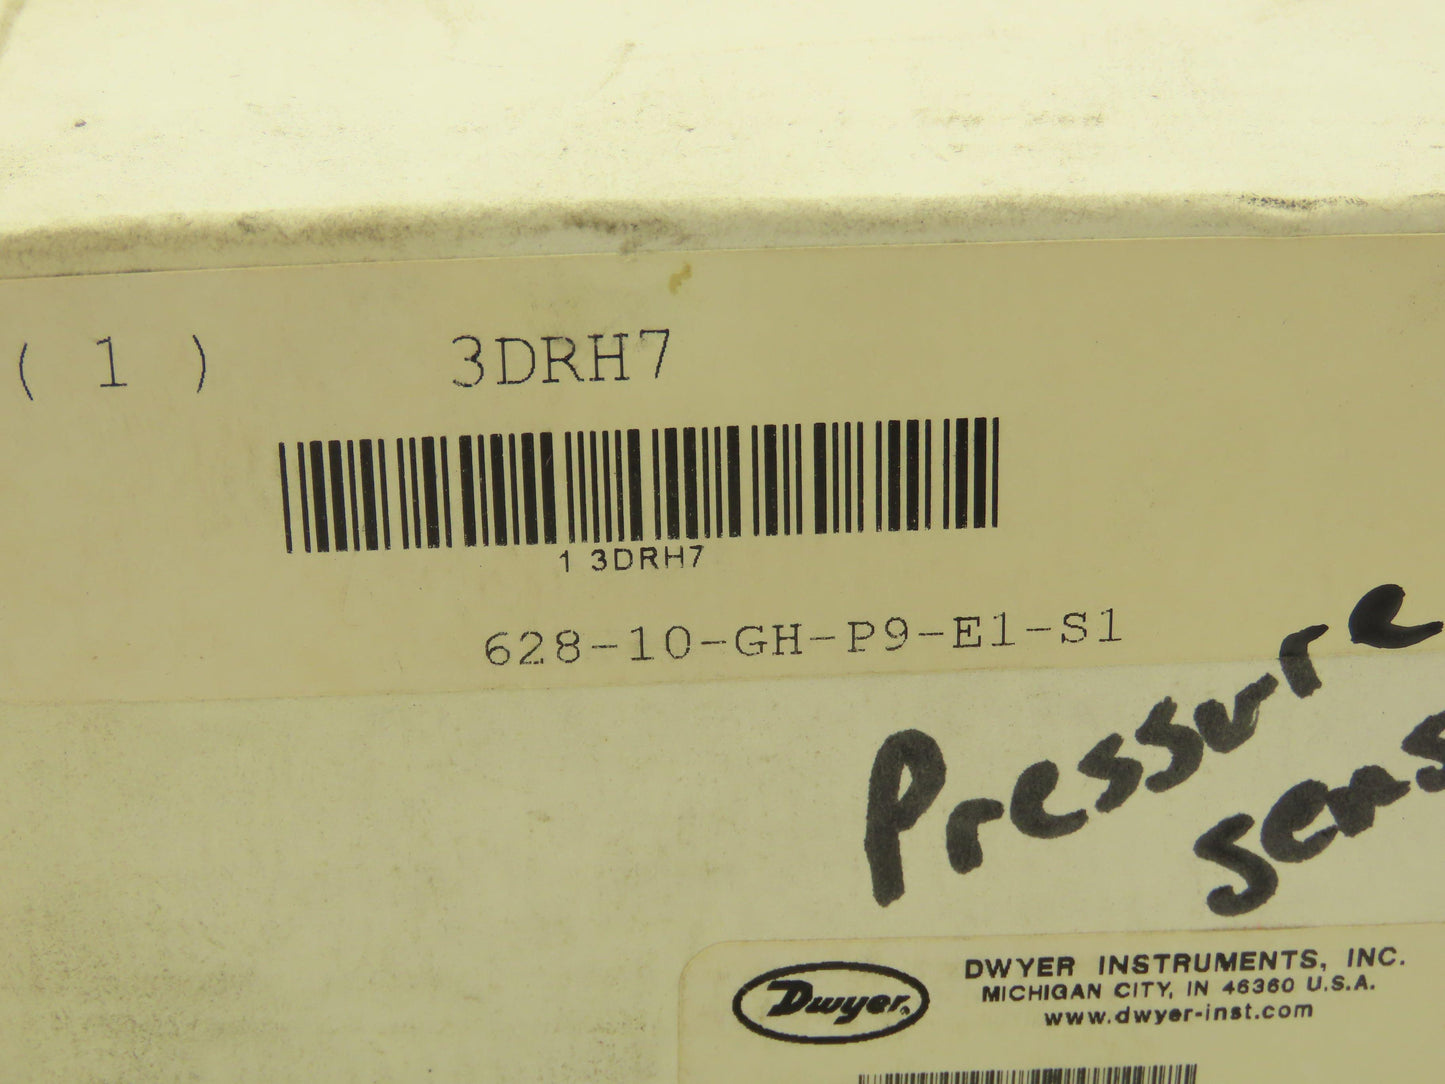 ( 1 ) 3DRH7
1 3DRH7
628-10-GH-P9-E1-S1
Pressure
Dwyer
DWYER INSTRUMENTS, INC.
MICHIGAN CITY, IN 46360 U.S.A.
www.dwyer-inst.com